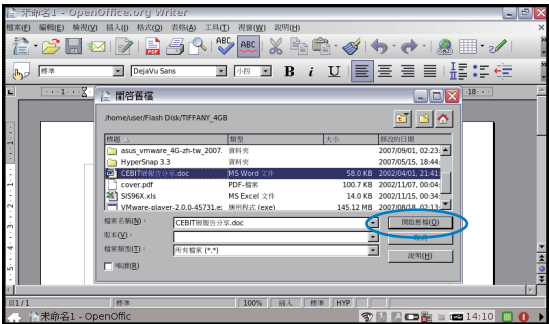 未命名1 - OpenOffice.org Writer
檔案(F) 編輯(E) 檢視(V) 插入(I) 格式(O) 表格(A) 工具(T) 視窗(W) 說明(H)
標準 DejaVu Sans 小四 B i U
開啟舊檔
/home/user/Flash Disk/TIFFANY_4GB
標題 類型 大小 修改的日期
asus_vmware_4G-zh-tw_2007. 資料夾 2007/09/01, 02:23:
HyperSnap 3.3 資料夾 2007/05/15, 18:44:
CEBIT展報告分享.doc MS Word 文件 58.0 KB 2002/04/01, 21:41:
cover.pdf PDF-檔案 100.7 KB 2002/11/07, 00:04:
SIS96X.xls MS Excel 文件 14.0 KB 2002/11/15, 00:34:
VMware-player-2.0.0-45731.e: 應用程式 (exe) 145.12 MB 2007/08/18, 02:13:
檔案名稱(N): CEBIT展報告分享.doc 開啟舊檔(O)
版本(V): 取消
檔案類型(T): 所有檔案 (*.*) 說明(H)
唯讀(R)
頁1 / 1 標準 100% 插入 標準 HYP
未命名1 - OpenOffic 14:10